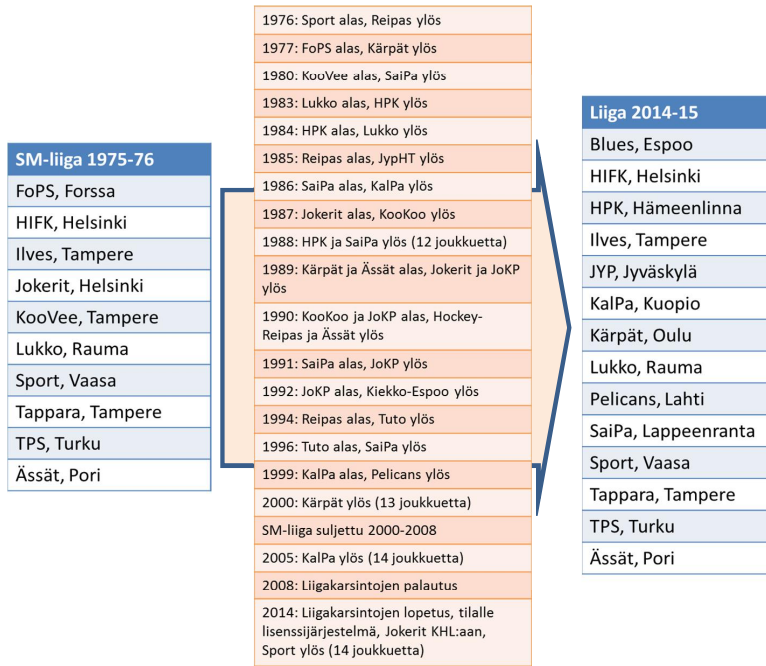 SM-liiga 1975-76
FoPS, Forssa
HIFK, Helsinki
Ilves, Tampere
Jokerit, Helsinki
KooVee, Tampere
Lukko, Rauma
Sport, Vaasa
Tappara, Tampere
TPS, Turku
Ässät, Pori
1976: Sport alas, Reipas ylös
1977: FoPS alas, Kärpät ylös
1980: KooVee alas, SaiPa ylös
1983: Lukko alas, HPK ylös
1984: HPK alas, Lukko ylös
1985: Reipas alas, JypHT ylös
1986: SaiPa alas, KalPa ylös
1987: Jokerit alas, KooKoo ylös
1988: HPK ja SaiPa ylös (12 joukkuetta)
1989: Kärpät ja Ässät alas, Jokerit ja JoKP
ylös
1990: KooKoo ja JoKP alas, Hockey-
Reipas ja Ässät ylös
1991: SaiPa alas, JoKP ylös
1992: JoKP alas, Kiekko-Espoo ylös
1994: Reipas alas, Tuto ylös
1996: Tuto alas, SaiPa ylös
1999: KalPa alas, Pelicans ylös
2000: Kärpät ylös (13 joukkuetta)
SM-liiga suljettu 2000-2008
2005: KalPa ylös (14 joukkuetta)
2008: Liigakarsintojen palautus
2014: Liigakarsintojen lopetus, tilalle
lisenssijärjestelmä, Jokerit KHL:aan,
Sport ylös (14 joukkuetta)
Liiga 2014-15
Blues, Espoo
HIFK, Helsinki
HPK, Hämeenlinna
Ilves, Tampere
JYP, Jyväskylä
KalPa, Kuopio
Kärpät, Oulu
Lukko, Rauma
Pelicans, Lahti
SaiPa, Lappeenranta
Sport, Vaasa
Tappara, Tampere
TPS, Turku
Ässät, Pori